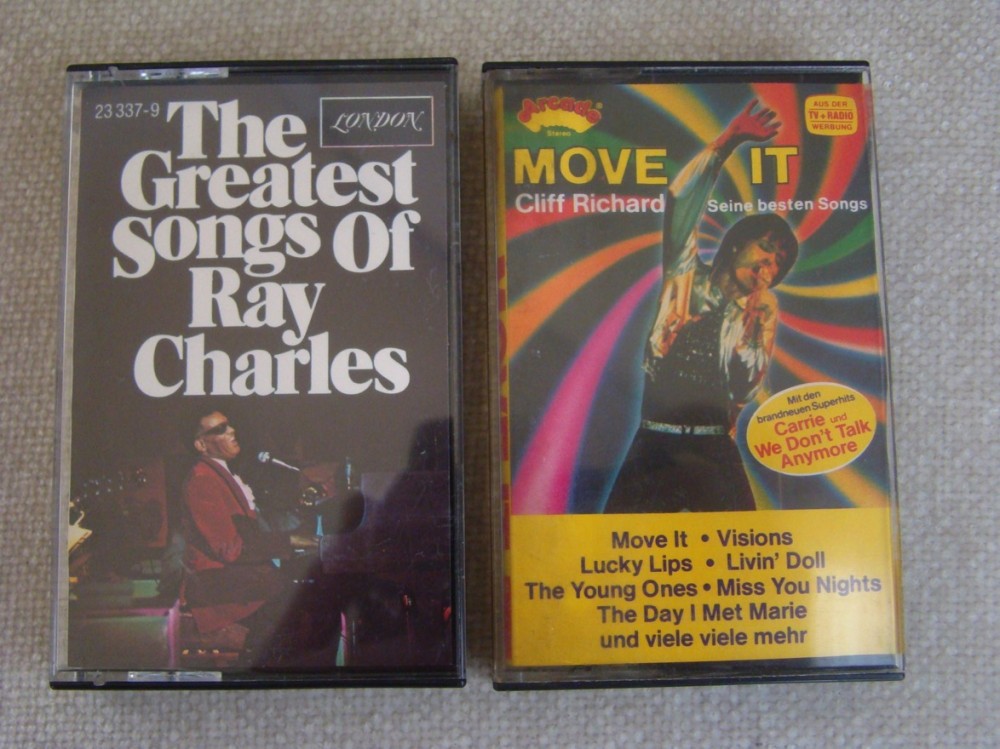 23 337-9
LONDON
The
Greatest
Songs Of
Ray
Charles
Arcade
Stereo
AUS DER
TV + RADIO
WERBUNG
MOVE IT
Cliff Richard
Seine besten Songs
Mit den
brandneuen Superhits
Carrie und
We Don't Talk
Anymore
Move It • Visions
Lucky Lips • Livin' Doll
The Young Ones • Miss You Nights
The Day I Met Marie
und viele viele mehr